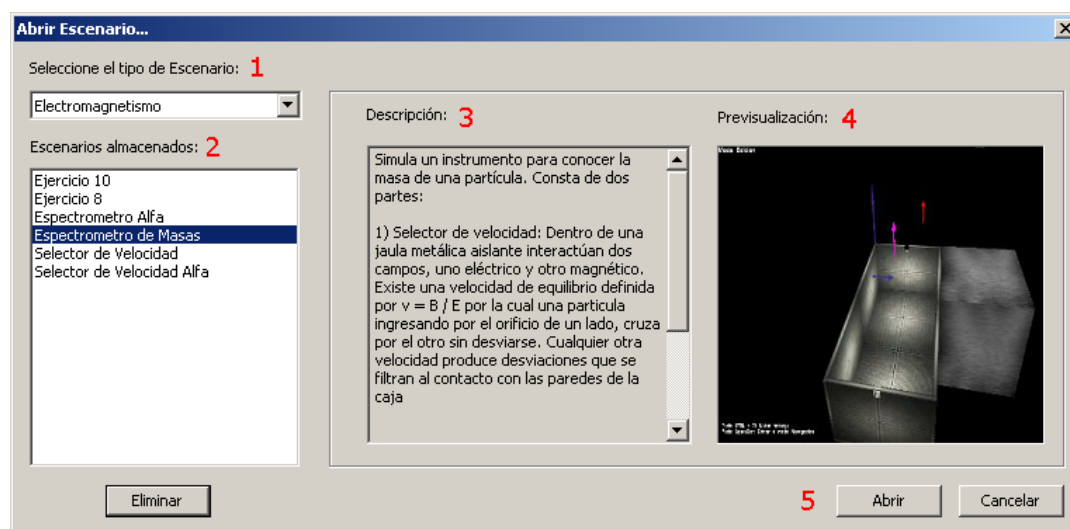 Abrir Escenario...
Seleccione el tipo de Escenario: 1
Electromagnetismo
Escenarios almacenados: 2
Ejercicio 10
Ejercicio 8
Espectrometro Alfa
Espectrometro de Masas
Selector de Velocidad
Selector de Velocidad Alfa
Eliminar
Descripción: 3
Simula un instrumento para conocer la
masa de una partícula. Consta de dos
partes:
1) Selector de velocidad: Dentro de una
jaula metálica aislante interactúan dos
campos, uno eléctrico y otro magnético.
Existe una velocidad de equilibrio definida
por v = B / E por la cual una particula
ingresando por el orificio de un lado, cruza
por el otro sin desviarse. Cualquier otra
velocidad produce desviaciones que se
filtran al contacto con las paredes de la
caja
Previsualización: 4
5
Abrir
Cancelar